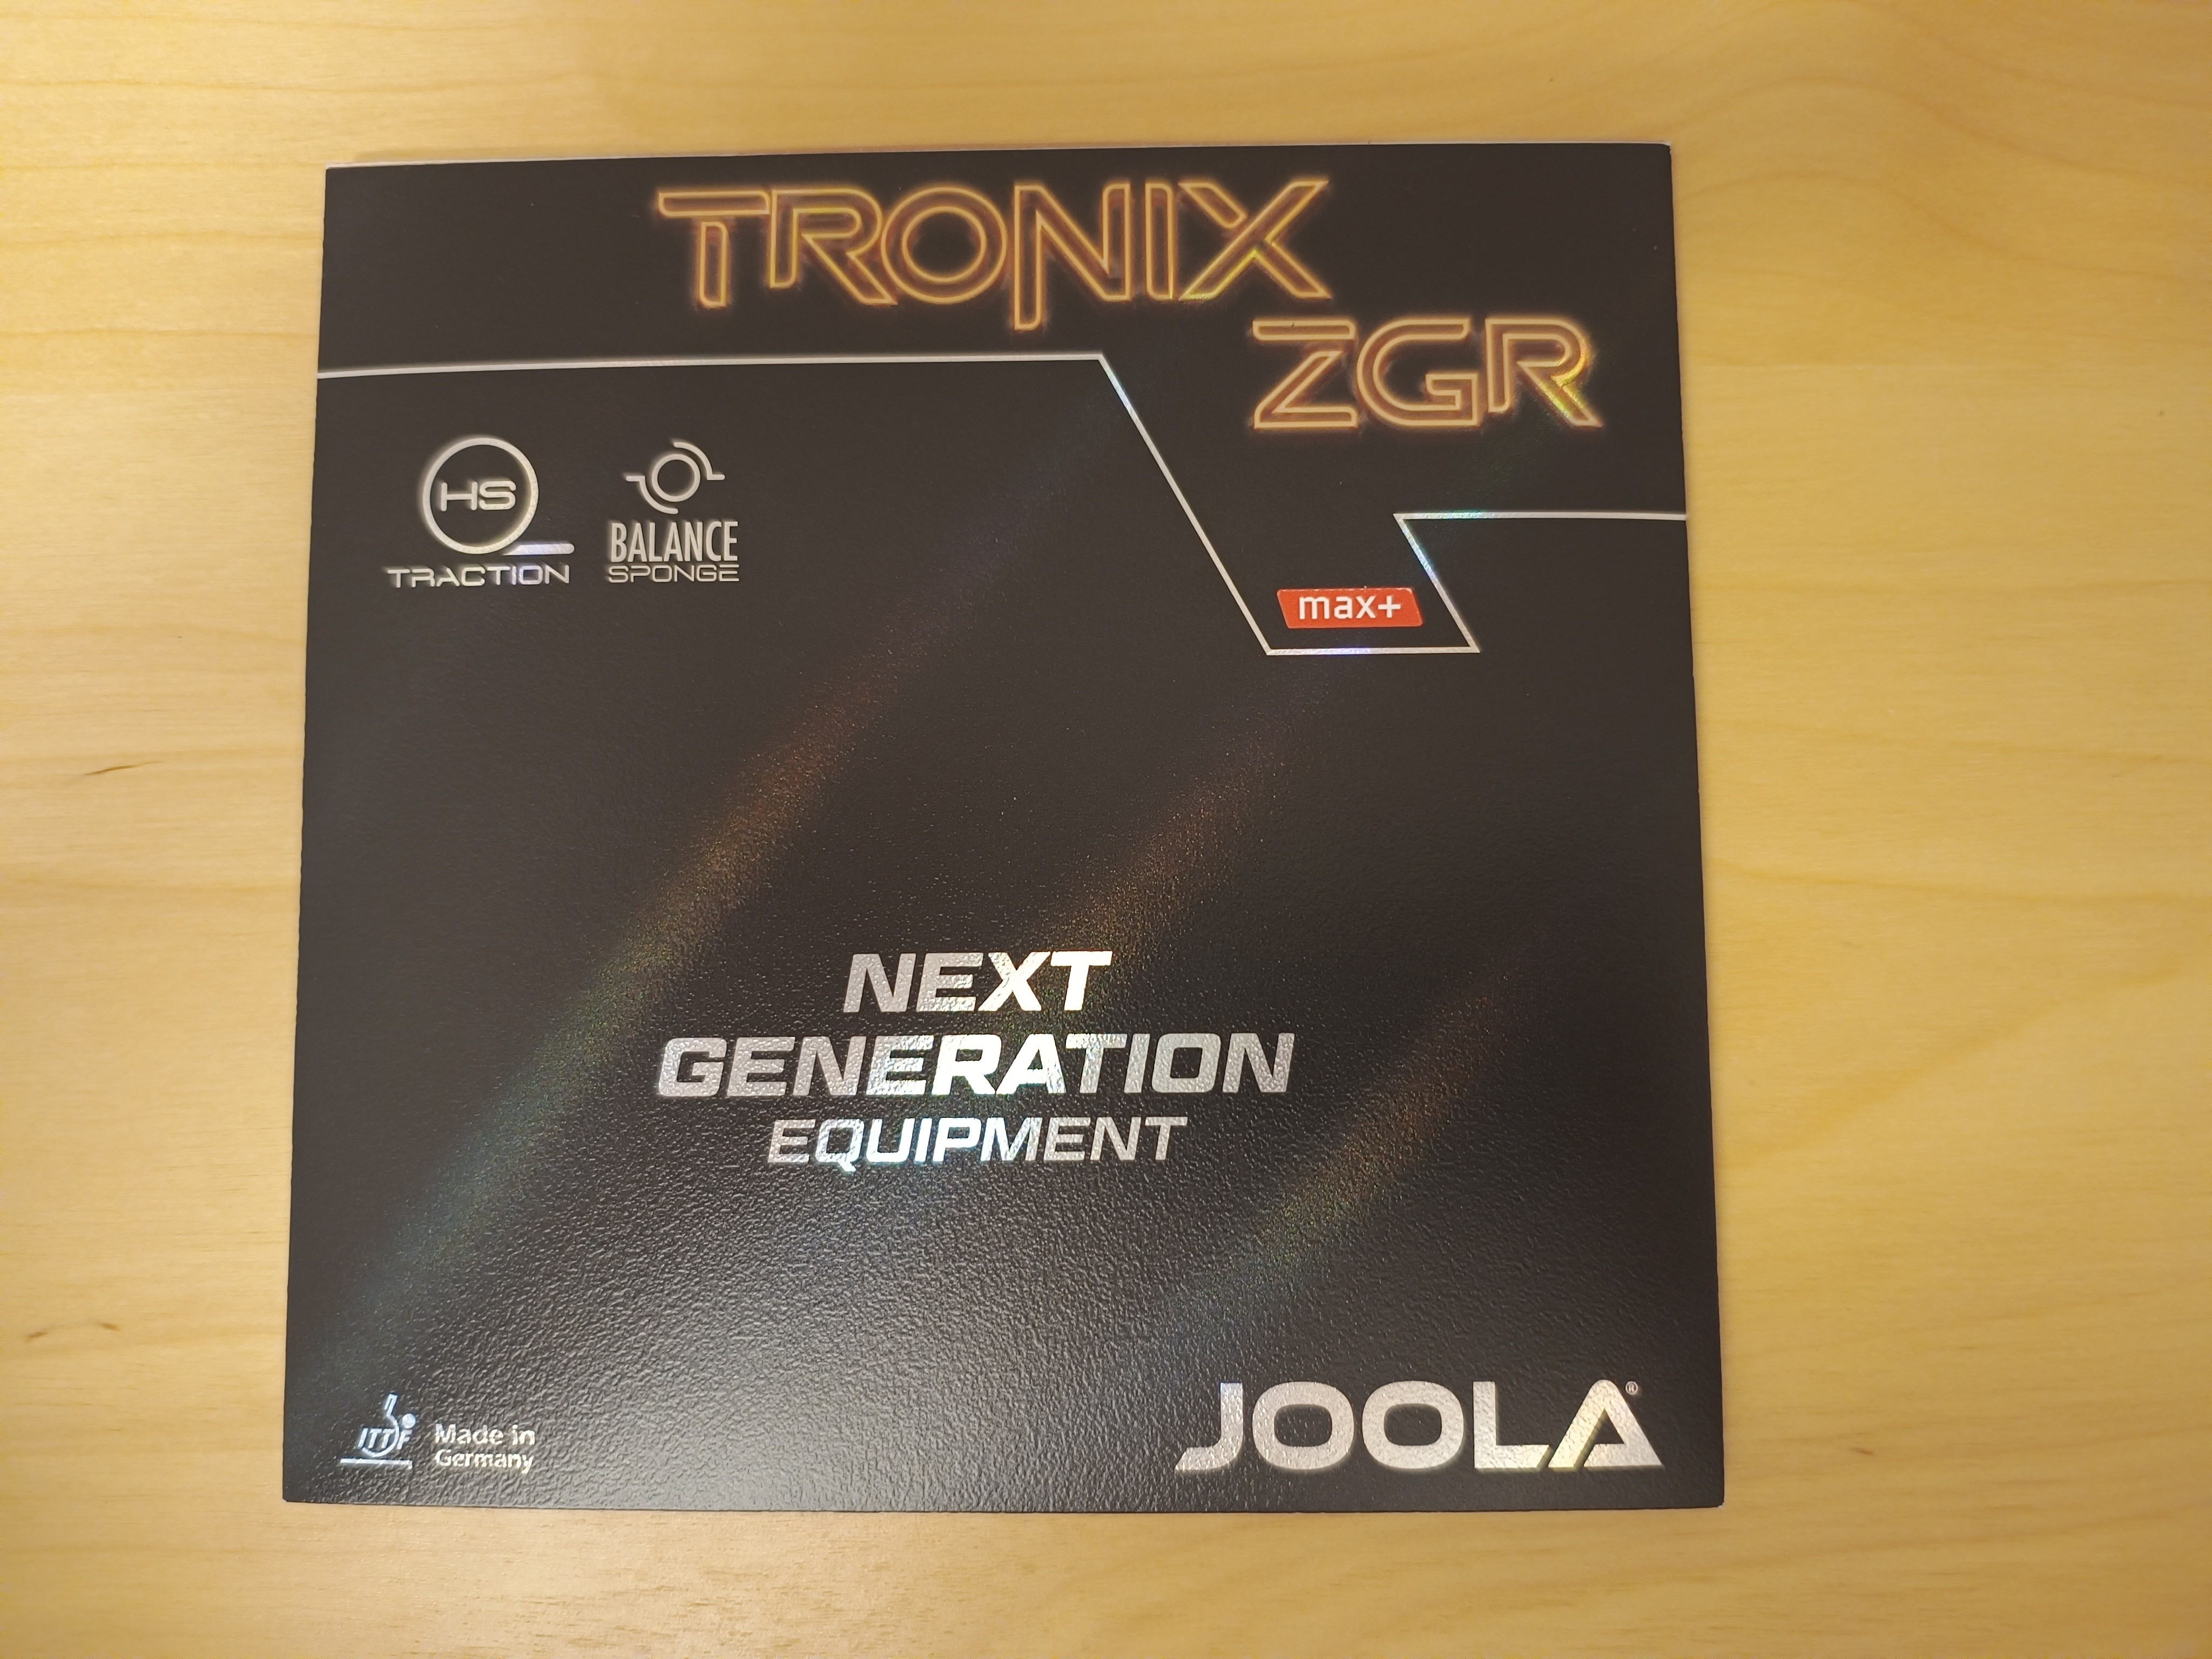 TRONIX
ZGR
HS
TRACTION
BALANCE
SPONGE
max+
NEXT
GENERATION
EQUIPMENT
ITTF
Made in
Germany
JOOLA®